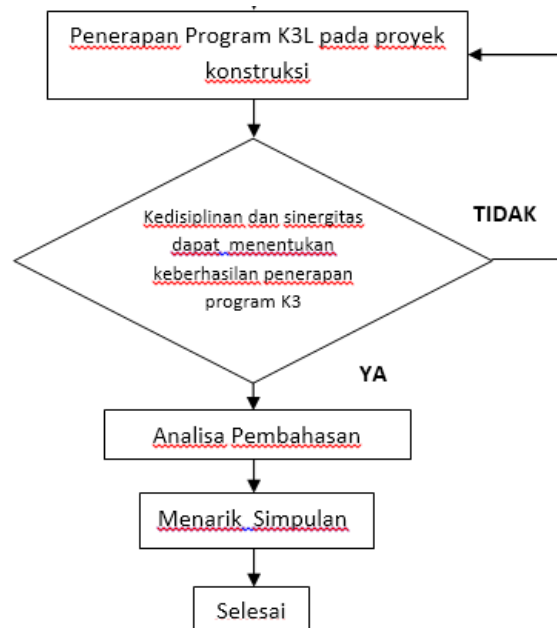 Penerapan Program K3L pada proyek
konstruksi
Kedisiplinan dan sinergitas
dapat menentukan
keberhasilan penerapan
program K3
TIDAK
YA
Analisa Pembahasan
Menarik Simpulan
Selesai